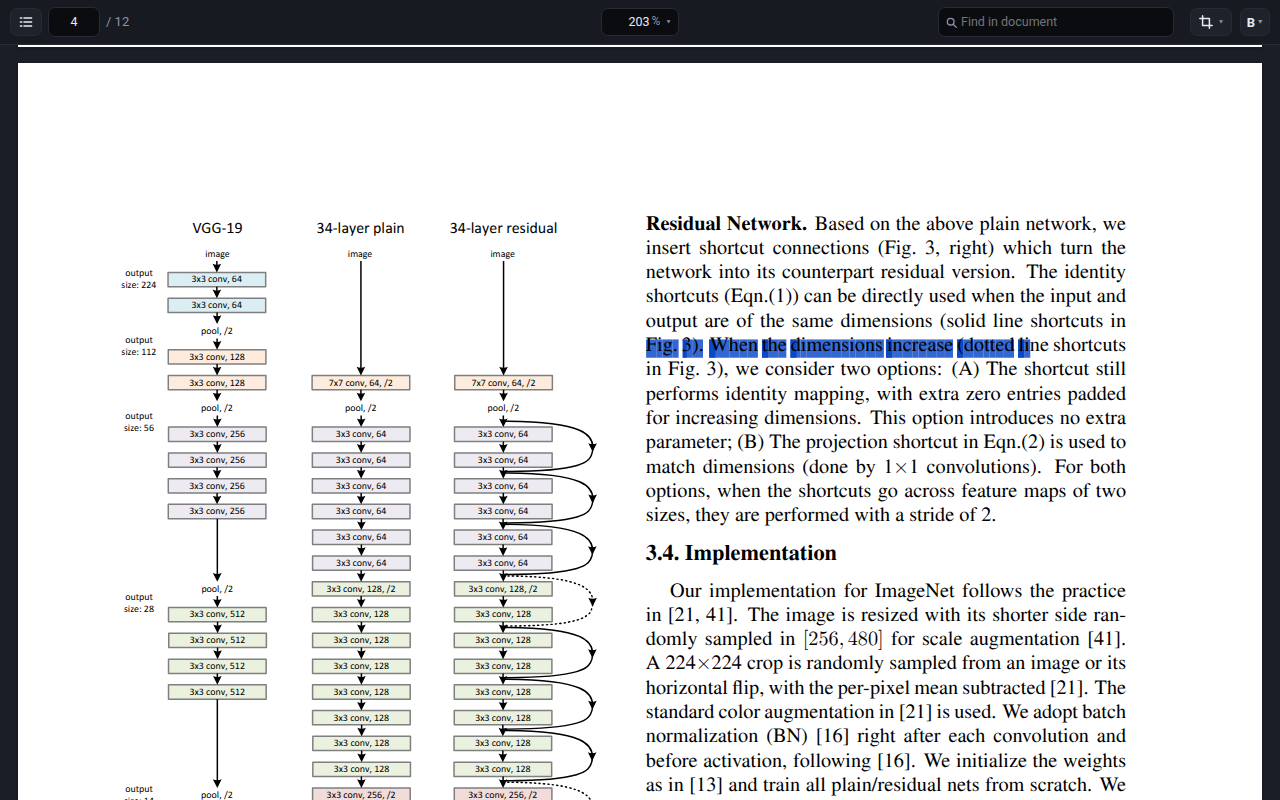 4 / 12
203 %
Find in document
B
VGG-19
34-layer plain
34-layer residual
image
image
image
output
size: 224
3x3 conv, 64
3x3 conv, 64
pool, /2
output
size: 112
3x3 conv, 128
3x3 conv, 128
7x7 conv, 64, /2
7x7 conv, 64, /2
pool, /2
pool, /2
pool, /2
output
size: 56
3x3 conv, 256
3x3 conv, 64
3x3 conv, 64
3x3 conv, 256
3x3 conv, 64
3x3 conv, 64
3x3 conv, 256
3x3 conv, 64
3x3 conv, 64
3x3 conv, 256
3x3 conv, 64
3x3 conv, 64
3x3 conv, 64
3x3 conv, 64
3x3 conv, 64
3x3 conv, 64
pool, /2
3x3 conv, 128, /2
3x3 conv, 128, /2
output
size: 28
3x3 conv, 512
3x3 conv, 128
3x3 conv, 128
3x3 conv, 512
3x3 conv, 128
3x3 conv, 128
3x3 conv, 512
3x3 conv, 128
3x3 conv, 128
3x3 conv, 512
3x3 conv, 128
3x3 conv, 128
3x3 conv, 128
3x3 conv, 128
3x3 conv, 128
3x3 conv, 128
3x3 conv, 128
3x3 conv, 128
output
pool, /2
3x3 conv, 256, /2
3x3 conv, 256, /2
Residual Network. Based on the above plain network, we
insert shortcut connections (Fig. 3, right) which turn the
network into its counterpart residual version. The identity
shortcuts (Eqn.(1)) can be directly used when the input and
output are of the same dimensions (solid line shortcuts in
Fig. 3). When the dimensions increase (dotted line shortcuts
in Fig. 3), we consider two options: (A) The shortcut still
performs identity mapping, with extra zero entries padded
for increasing dimensions. This option introduces no extra
parameter; (B) The projection shortcut in Eqn.(2) is used to
match dimensions (done by 1×1 convolutions). For both
options, when the shortcuts go across feature maps of two
sizes, they are performed with a stride of 2.
3.4. Implementation
Our implementation for ImageNet follows the practice
in [21, 41]. The image is resized with its shorter side ran-
domly sampled in [256, 480] for scale augmentation [41].
A 224×224 crop is randomly sampled from an image or its
horizontal flip, with the per-pixel mean subtracted [21]. The
standard color augmentation in [21] is used. We adopt batch
normalization (BN) [16] right after each convolution and
before activation, following [16]. We initialize the weights
as in [13] and train all plain/residual nets from scratch. We